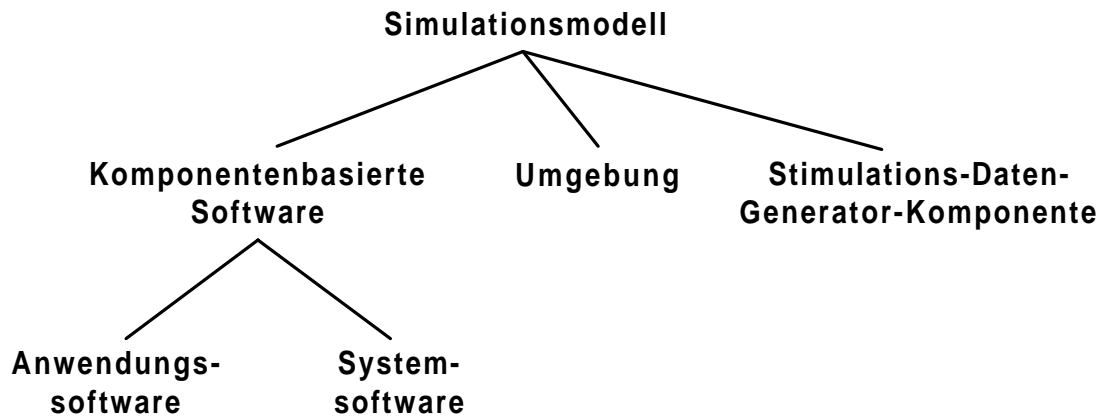 Simulationsmodell
Komponentenbasierte
Software
Umgebung
Stimulations-Daten-
Generator-Komponente
Anwendungs-
software
System-
software